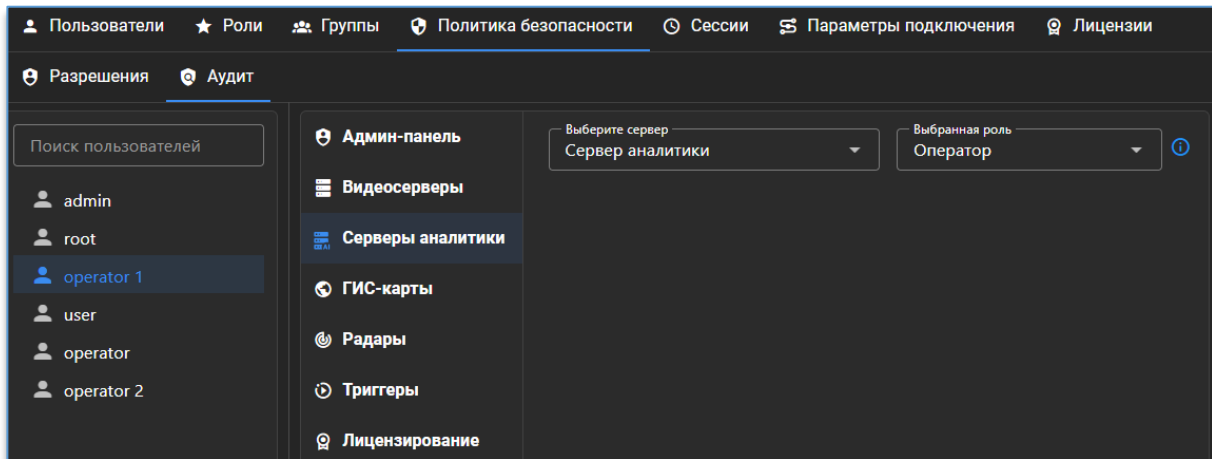 Пользователи Роли Группы Политика безопасности Сессии Параметры подключения Лицензии
Разрешения Аудит
Поиск пользователей
admin
root
operator 1
user
operator
operator 2
Админ-панель
Видеосерверы
Серверы аналитики
ГИС-карты
Радары
Триггеры
Лицензирование
Выберите сервер
Сервер аналитики
Выбранная роль
Оператор